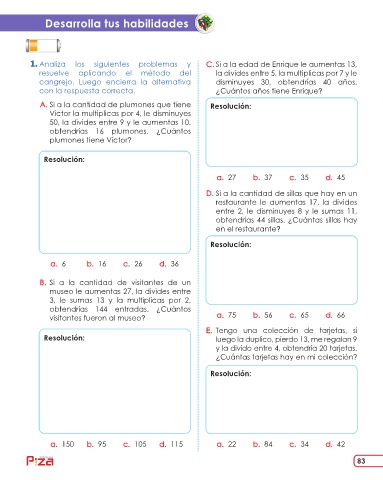 Desarrolla tus habilidades
1. Analiza los siguientes problemas y
resuelve aplicando el método del
cangrejo. Luego encierra la alternativa
con la respuesta correcta.
A. Si a la cantidad de plumones que tiene
Víctor la multiplicas por 4, le disminuyes
50, la divides entre 9 y le aumentas 10,
obtendrías 16 plumones. ¿Cuántos
plumones tiene Víctor?
Resolución:
a. 6 b. 16 c. 26 d. 36
B. Si a la cantidad de visitantes de un
museo le aumentas 27, la divides entre
3, le sumas 13 y la multiplicas por 2,
obtendrías 144 entradas. ¿Cuántos
visitantes fueron al museo?
Resolución:
a. 150 b. 95 c. 105 d. 115
C. Si a la edad de Enrique le aumentas 13,
la divides entre 5, la multiplicas por 7 y le
disminuyes 30, obtendrías 40 años.
¿Cuántos años tiene Enrique?
Resolución:
a. 27 b. 37 c. 35 d. 45
D. Si a la cantidad de sillas que hay en un
restaurante le aumentas 17, la divides
entre 2, le disminuyes 8 y le sumas 11,
obtendrías 44 sillas. ¿Cuántas sillas hay
en el restaurante?
Resolución:
a. 75 b. 56 c. 65 d. 66
E. Tengo una colección de tarjetas, si
luego la duplico, pierdo 13, me regalan 9
y la divido entre 4, obtendría 20 tarjetas.
¿Cuántas tarjetas hay en mi colección?
Resolución:
a. 22 b. 84 c. 34 d. 42
83